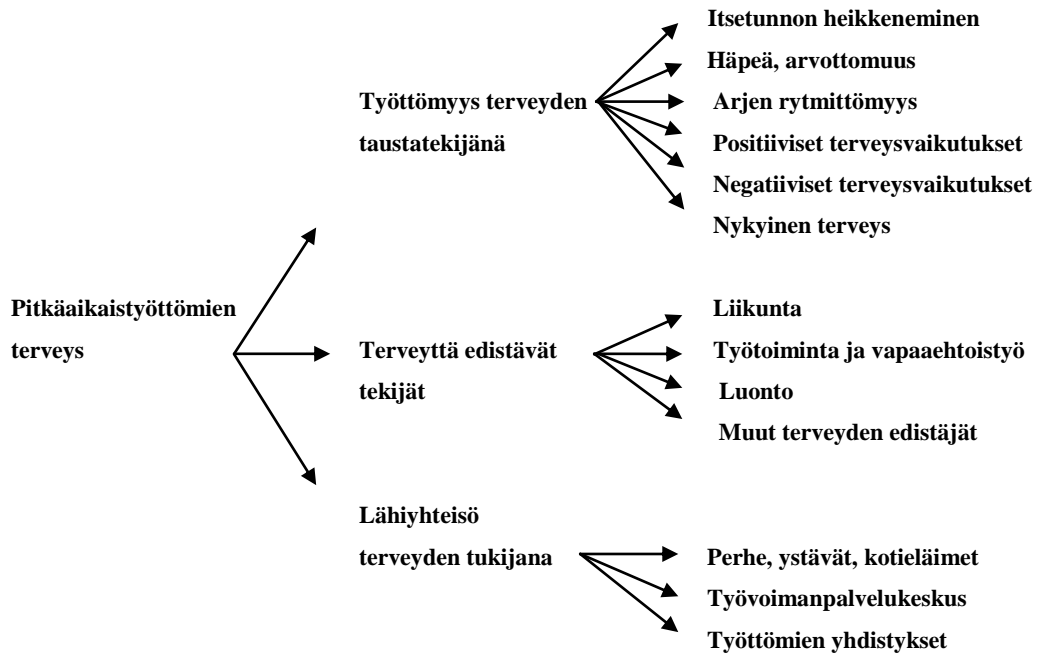 Itsetunnon heikkeneminen
Häpeä, arvottomuus
Työttömyys terveyden
taustatekijänä
Arjen rytmittömyys
Positiiviset terveysvaikutukset
Negatiiviset terveysvaikutukset
Nykyinen terveys
Pitkäaikaistyöttömien
terveys
Terveyttä edistävät
tekijät
Liikunta
Työtoiminta ja vapaaehtoistyö
Luonto
Muut terveyden edistäjät
Lähiyhteisö
terveyden tukijana
Perhe, ystävät, kotieläimet
Työvoimanpalvelukeskus
Työttömien yhdistykset